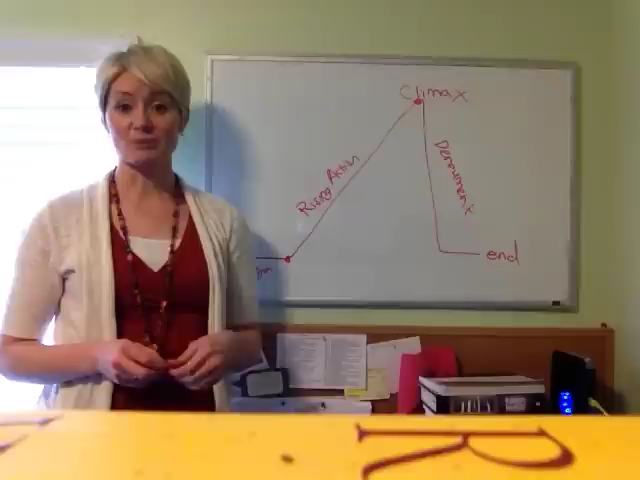 Climax
Rising Action
Denouement
end
R